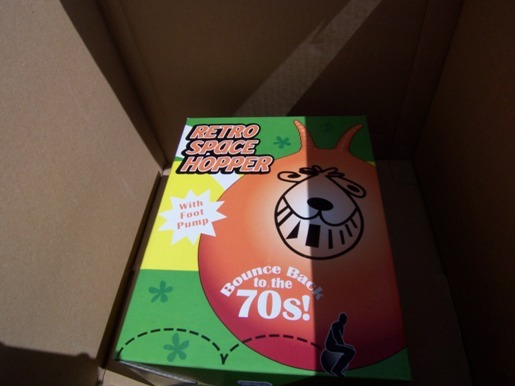 RETRO
SPACE
HOPPER
With
Foot
Pump
Bounce Back
to the
70s!